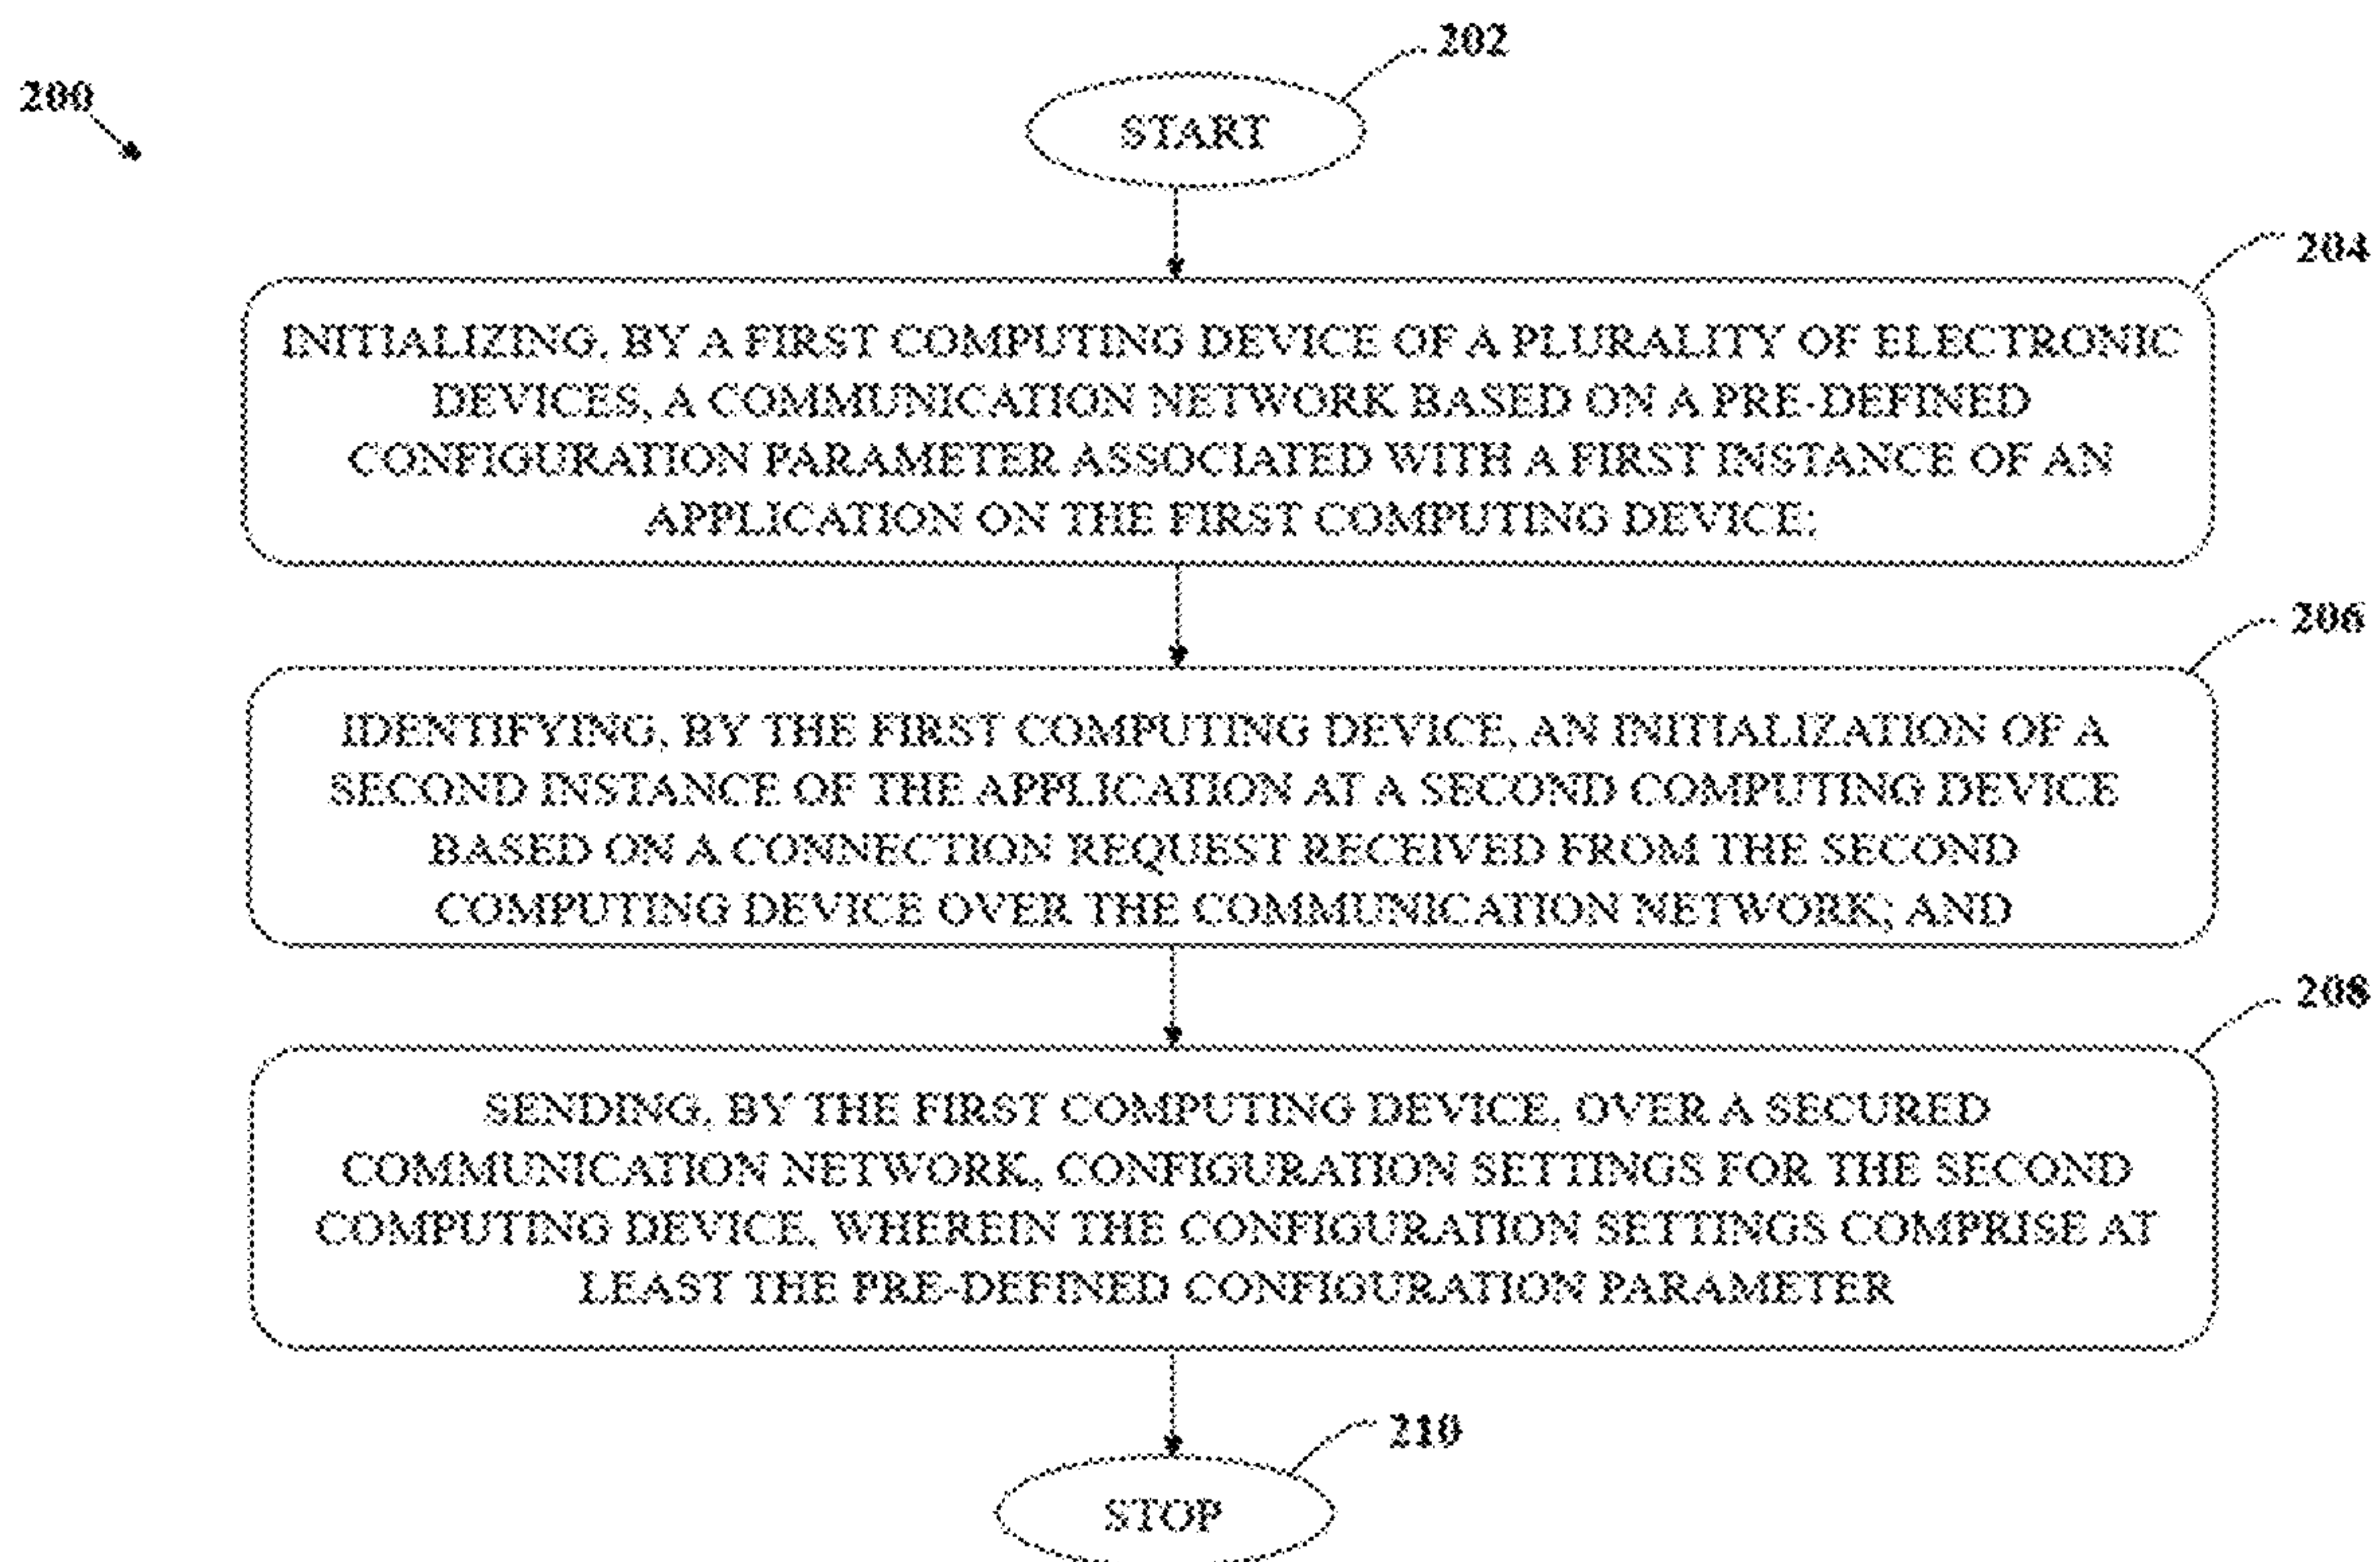 202
200
START
204
INITIALIZING, BY A FIRST COMPUTING DEVICE OF A PLURALITY OF ELECTRONIC
DEVICES, A COMMUNICATION NETWORK BASED ON A PRE-DEFINED
CONFIGURATION PARAMETER ASSOCIATED WITH A FIRST INSTANCE OF AN
APPLICATION ON THE FIRST COMPUTING DEVICE;
206
IDENTIFYING, BY THE FIRST COMPUTING DEVICE, AN INITIALIZATION OF A
SECOND INSTANCE OF THE APPLICATION AT A SECOND COMPUTING DEVICE
BASED ON A CONNECTION REQUEST RECEIVED FROM THE SECOND
COMPUTING DEVICE OVER THE COMMUNICATION NETWORK; AND
208
SENDING, BY THE FIRST COMPUTING DEVICE, OVER A SECURED
COMMUNICATION NETWORK, CONFIGURATION SETTINGS FOR THE SECOND
COMPUTING DEVICE, WHEREIN THE CONFIGURATION SETTINGS COMPRISE AT
LEAST THE PRE-DEFINED CONFIGURATION PARAMETER
210
STOP